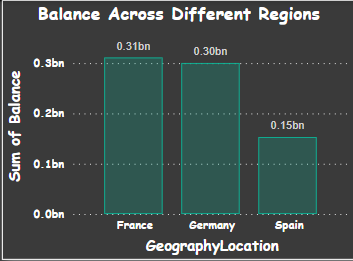 Balance Across Different Regions
0.31bn
0.30bn
0.15bn
0.3bn
0.2bn
0.1bn
0.0bn
Sum of Balance
France Germany Spain
GeographyLocation